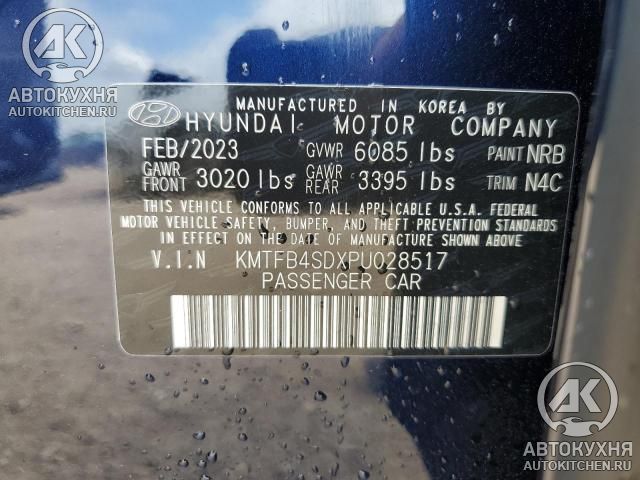 AK
АВТОКУХНЯ
AUTOKITCHEN.RU
MANUFACTURED IN KOREA BY
HYUNDAI MOTOR COMPANY
FEB/2023 GVWR 6085 lbs PAINT NRB
GAWR FRONT 3020 lbs GAWR REAR 3395 lbs TRIM N4C
THIS VEHICLE CONFORMS TO ALL APPLICABLE U.S.A. FEDERAL
MOTOR VEHICLE SAFETY, BUMPER, AND THEFT PREVENTION STANDARDS
IN EFFECT ON THE DATE OF MANUFACTURE SHOWN ABOVE.
V.I.N KMTFB4SDXPU028517
PASSENGER CAR
AK
АВТОКУХНЯ
AUTOKITCHEN.RU